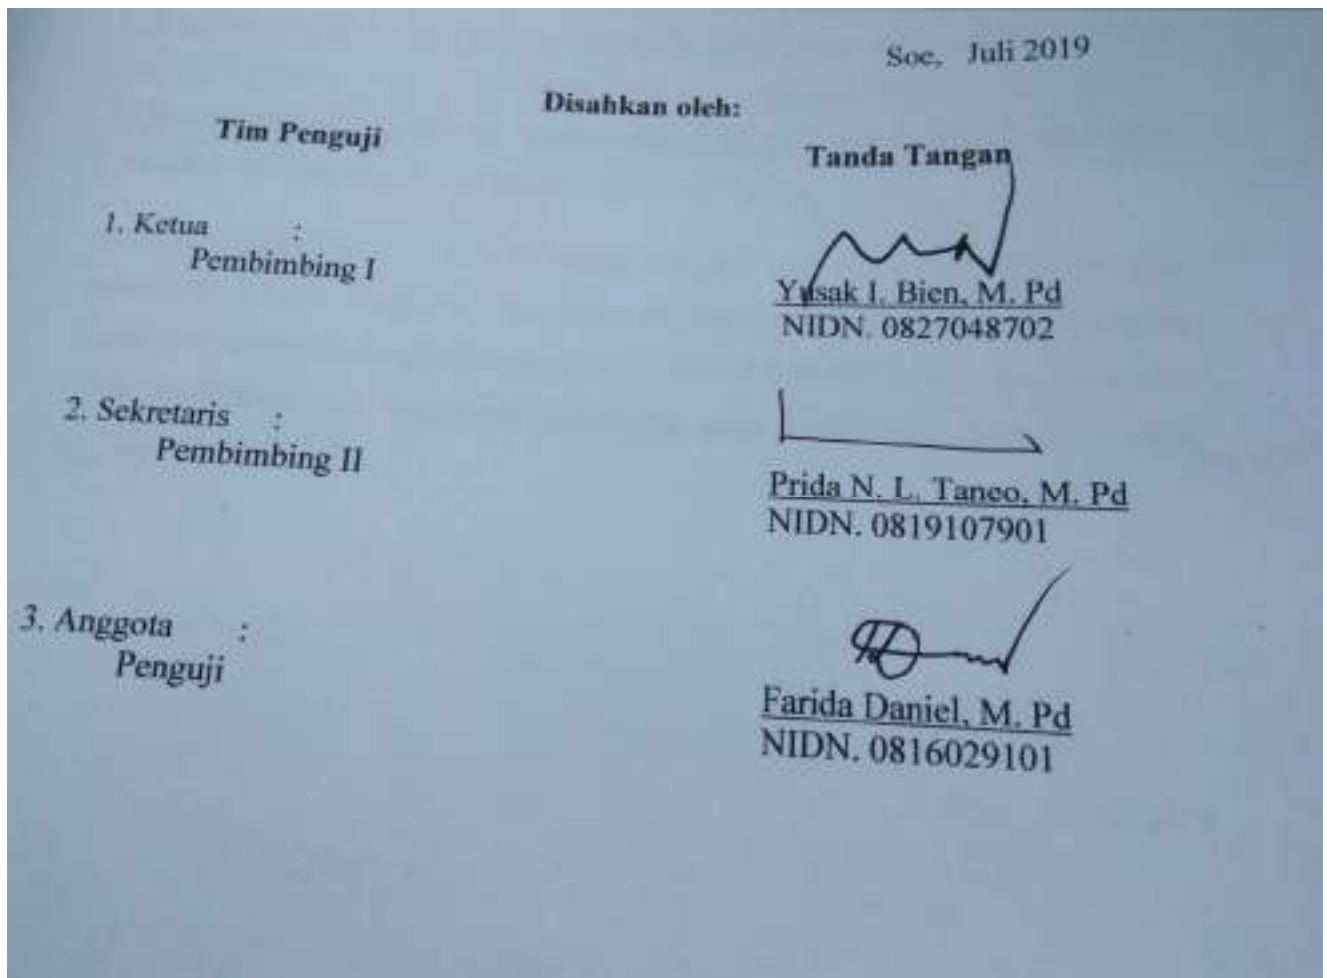 Soe,   Juli 2019
Disahkan oleh:
Tim Penguji
Tanda Tangan
1. Ketua :
Pembimbing I
Yusak I. Bien, M. Pd
NIDN. 0827048702
2. Sekretaris :
Pembimbing II
Prida N. L. Taneo, M. Pd
NIDN. 0819107901
3. Anggota :
Penguji
Farida Daniel, M. Pd
NIDN. 0816029101